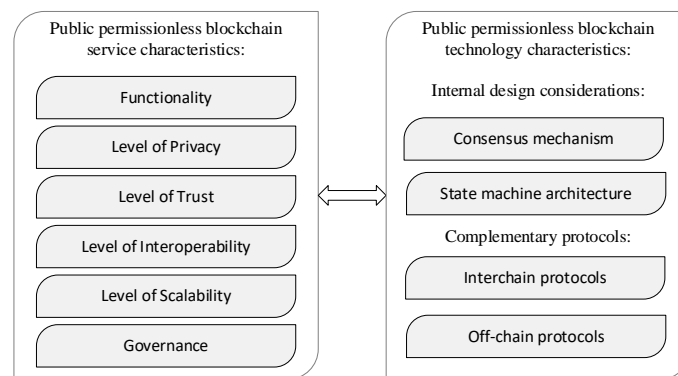 Public permissionless blockchain
service characteristics:
Functionality
Level of Privacy
Level of Trust
Level of Interoperability
Level of Scalability
Governance
Public permissionless blockchain
technology characteristics:
Internal design considerations:
Consensus mechanism
State machine architecture
Complementary protocols:
Interchain protocols
Off-chain protocols